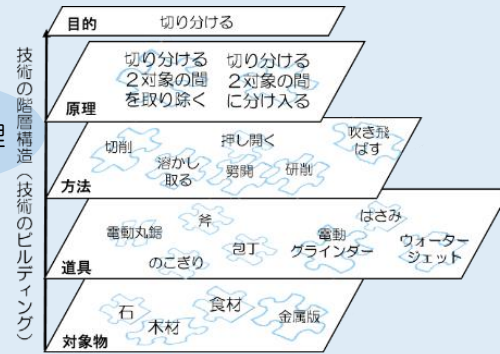 目的
切り分ける
技術の階層構造（技術のビルディング）
理
原理
切り分ける
2対象の間
を取り除く
切り分ける
2対象の間
に分け入る
方法
切削
溶かし
取る
押し開く
劈開
研削
吹き飛
ばす
道具
電動丸鋸
のこぎり
斧
包丁
電動
グラインダー
はさみ
ウォーター
ジェット
対象物
石
木材
食材
金属版